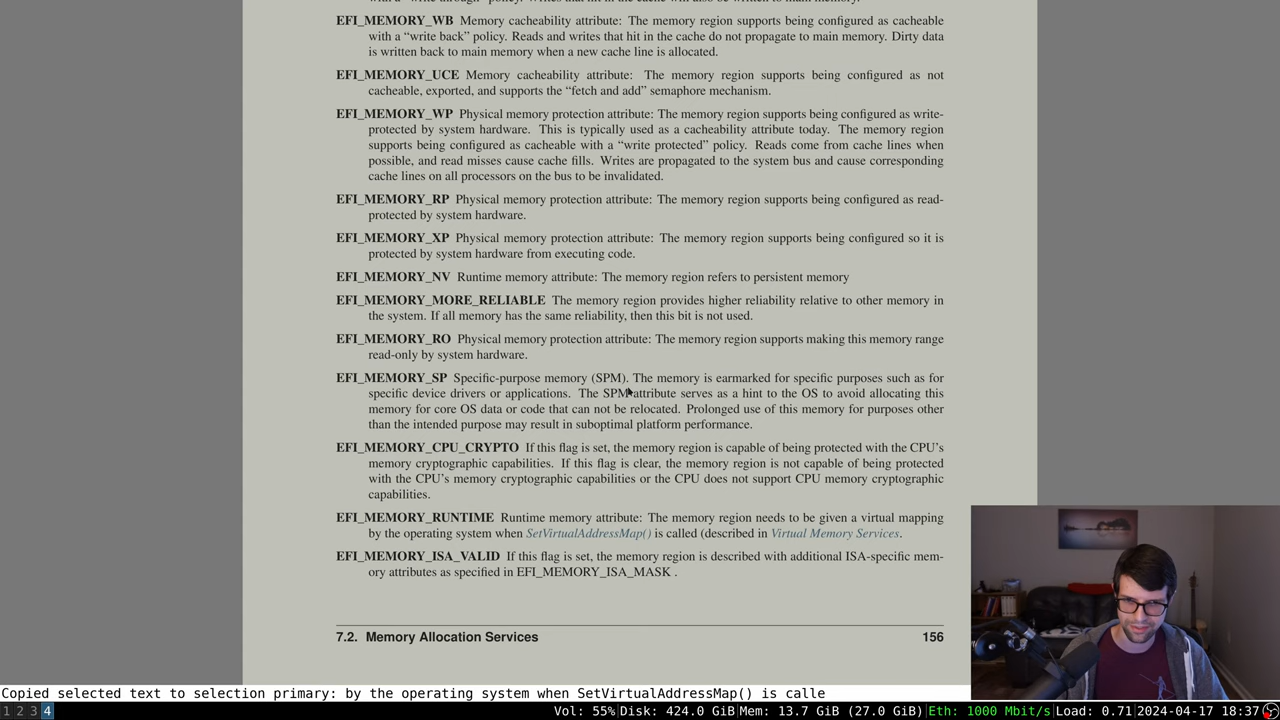 EFI_MEMORY_WB Memory cacheability attribute: The memory region supports being configured as cacheable
with a “write back” policy. Reads and writes that hit in the cache do not propagate to main memory. Dirty data
is written back to main memory when a new cache line is allocated.
EFI_MEMORY_UCE Memory cacheability attribute: The memory region supports being configured as not
cacheable, exported, and supports the “fetch and add” semaphore mechanism.
EFI_MEMORY_WP Physical memory protection attribute: The memory region supports being configured as write-
protected by system hardware. This is typically used as a cacheability attribute today. The memory region
supports being configured as cacheable with a “write protected” policy. Reads come from cache lines when
possible, and read misses cause cache fills. Writes are propagated to the system bus and cause corresponding
cache lines on all processors on the bus to be invalidated.
EFI_MEMORY_RP Physical memory protection attribute: The memory region supports being configured as read-
protected by system hardware.
EFI_MEMORY_XP Physical memory protection attribute: The memory region supports being configured so it is
protected by system hardware from executing code.
EFI_MEMORY_NV Runtime memory attribute: The memory region refers to persistent memory
EFI_MEMORY_MORE_RELIABLE The memory region provides higher reliability relative to other memory in
the system. If all memory has the same reliability, then this bit is not used.
EFI_MEMORY_RO Physical memory protection attribute: The memory region supports making this memory range
read-only by system hardware.
EFI_MEMORY_SP Specific-purpose memory (SPM). The memory is earmarked for specific purposes such as for
specific device drivers or applications. The SPM attribute serves as a hint to the OS to avoid allocating this
memory for core OS data or code that can not be relocated. Prolonged use of this memory for purposes other
than the intended purpose may result in suboptimal platform performance.
EFI_MEMORY_CPU_CRYPTO If this flag is set, the memory region is capable of being protected with the CPU’s
memory cryptographic capabilities. If this flag is clear, the memory region is not capable of being protected
with the CPU’s memory cryptographic capabilities or the CPU does not support CPU memory cryptographic
capabilities.
EFI_MEMORY_RUNTIME Runtime memory attribute: The memory region needs to be given a virtual mapping
by the operating system when SetVirtualAddressMap() is called (described in Virtual Memory Services.
EFI_MEMORY_ISA_VALID If this flag is set, the memory region is described with additional ISA-specific mem-
ory attributes as specified in EFI_MEMORY_ISA_MASK .
7.2. Memory Allocation Services 156
Copied selected text to selection primary: by the operating system when SetVirtualAddressMap() is calle
1 2 3 4 Vol: 55%|Disk: 424.0 GiB|Mem: 13.7 GiB (27.0 GiB)|Eth: 1000 Mbit/s|Load: 0.71|2024-04-17 18:37